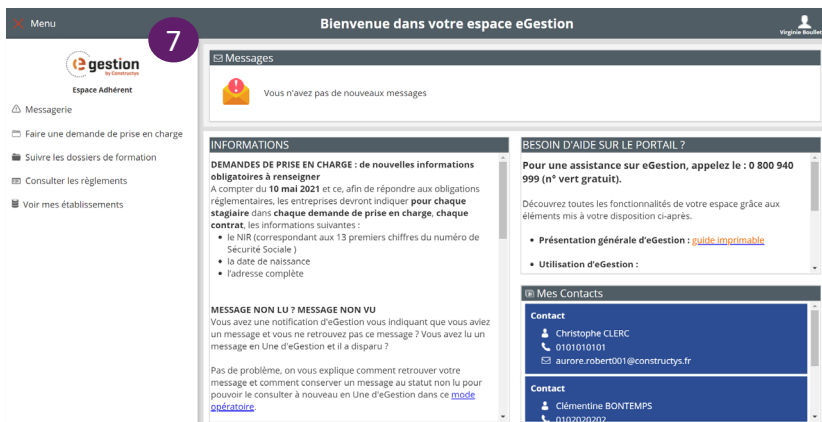 Menu
7
Bienvenue dans votre espace eGestion
Virginie Boullet
gestion
by Constructys
Espace Adhérent
Messagerie
Faire une demande de prise en charge
Suivre les dossiers de formation
Consulter les règlements
Voir mes établissements
Messages
Vous n'avez pas de nouveaux messages
INFORMATIONS
DEMANDES DE PRISE EN CHARGE : de nouvelles informations
obligatoires à renseigner
A compter du 10 mai 2021 et ce, afin de répondre aux obligations
réglementaires, les entreprises devront indiquer pour chaque
stagiaire dans chaque demande de prise en charge, chaque
contrat, les informations suivantes :
• le NIR (correspondant aux 13 premiers chiffres du numéro de
Sécurité Sociale )
• la date de naissance
• l'adresse complète
MESSAGE NON LU ? MESSAGE NON VU
Vous avez une notification d'eGestion vous indiquant que vous aviez
un message et vous ne retrouvez pas ce message ? Vous avez lu un
message en Une d'eGestion et il a disparu ?
Pas de problème, on vous explique comment retrouver votre
message et comment conserver un message au statut non lu pour
pouvoir le consulter à nouveau en Une d'eGestion dans ce mode
opératoire.
BESOIN D'AIDE SUR LE PORTAIL ?
Pour une assistance sur eGestion, appelez le : 0 800 940
999 (n° vert gratuit).
Découvrez toutes les fonctionnalités de votre espace grâce aux
éléments mis à votre disposition ci-après.
• Présentation générale d'eGestion : guide imprimable
• Utilisation d'eGestion :
Mes Contacts
Contact
Christophe CLERC
0101010101
aurore.robert001@constructys.fr
Contact
Clémentine BONTEMPS
0102020202